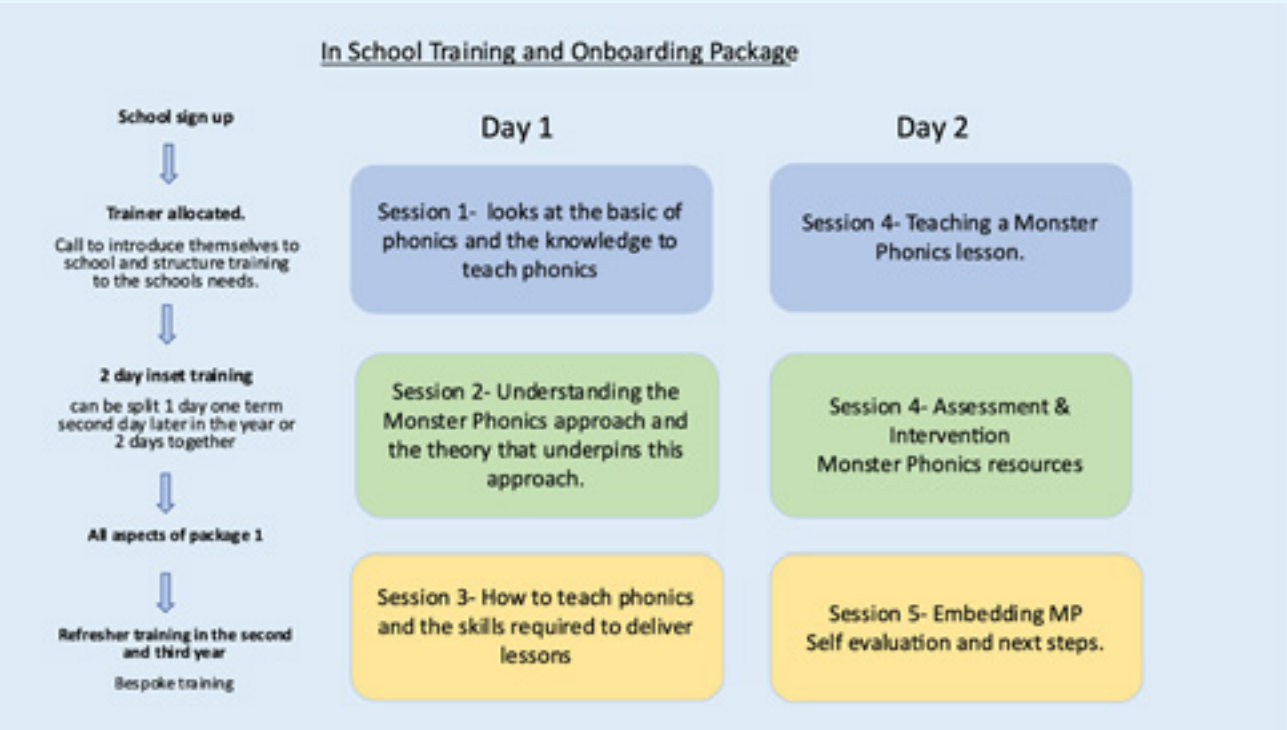 In School Training and Onboarding Package
School sign up
Trainer allocated.
Call to introduce themselves to
school and structure training
to the schools needs.
2 day inset training
can be split 1 day one term
second day later in the year or
2 days together
All aspects of package 1
Refresher training in the second
and third year
Bespoke training
Day 1
Session 1-  looks at the basic of
phonics and the knowledge to
teach phonics
Session 2- Understanding the
Monster Phonics approach and
the theory that underpins this
approach.
Session 3- How to teach phonics
and the skills required to deliver
lessons
Day 2
Session 4- Teaching a Monster
Phonics lesson.
Session 4- Assessment &
Intervention
Monster Phonics resources
Session 5- Embedding MP
Self evaluation and next steps.